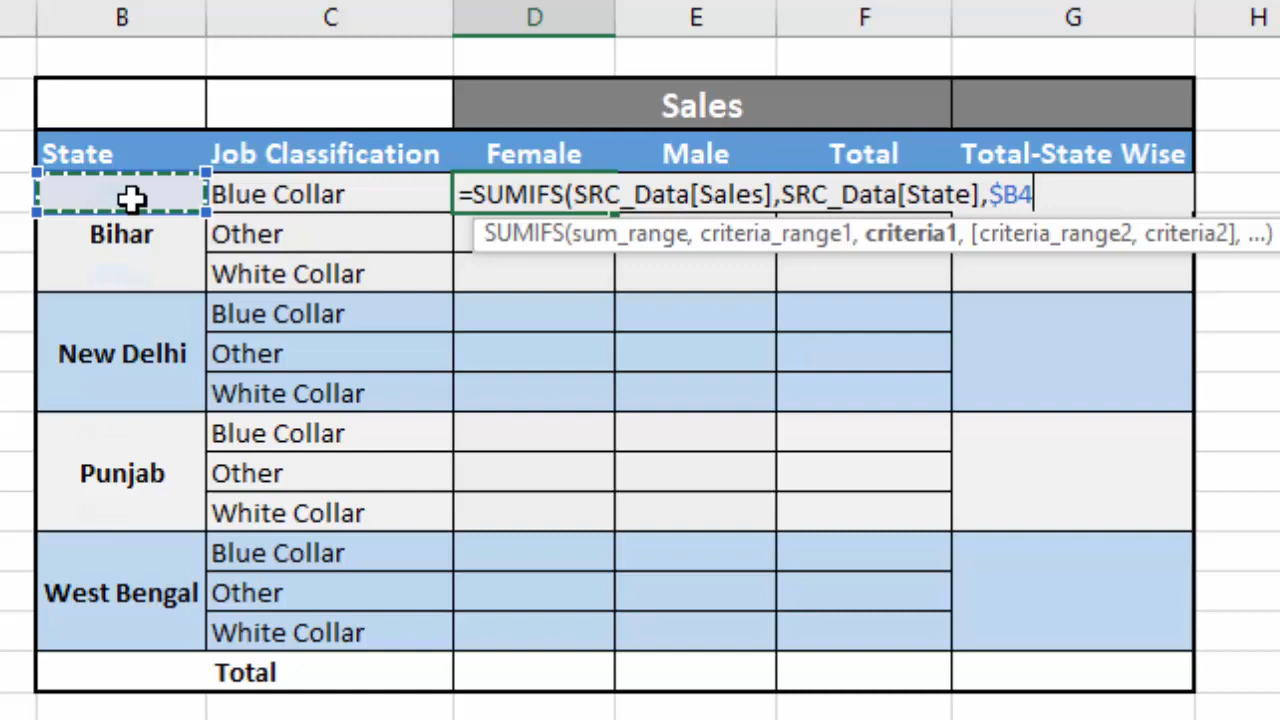 B C D E F G H
Sales
State Job Classification Female Male Total Total-State Wise
Blue Collar =SUMIFS(SRC_Data[Sales],SRC_Data[State],$B4
Bihar Other SUMIFS(sum_range, criteria_range1, criteria1, [criteria_range2, criteria2], ...)
White Collar
Blue Collar
New Delhi Other
White Collar
Blue Collar
Punjab Other
White Collar
Blue Collar
West Bengal Other
White Collar
Total